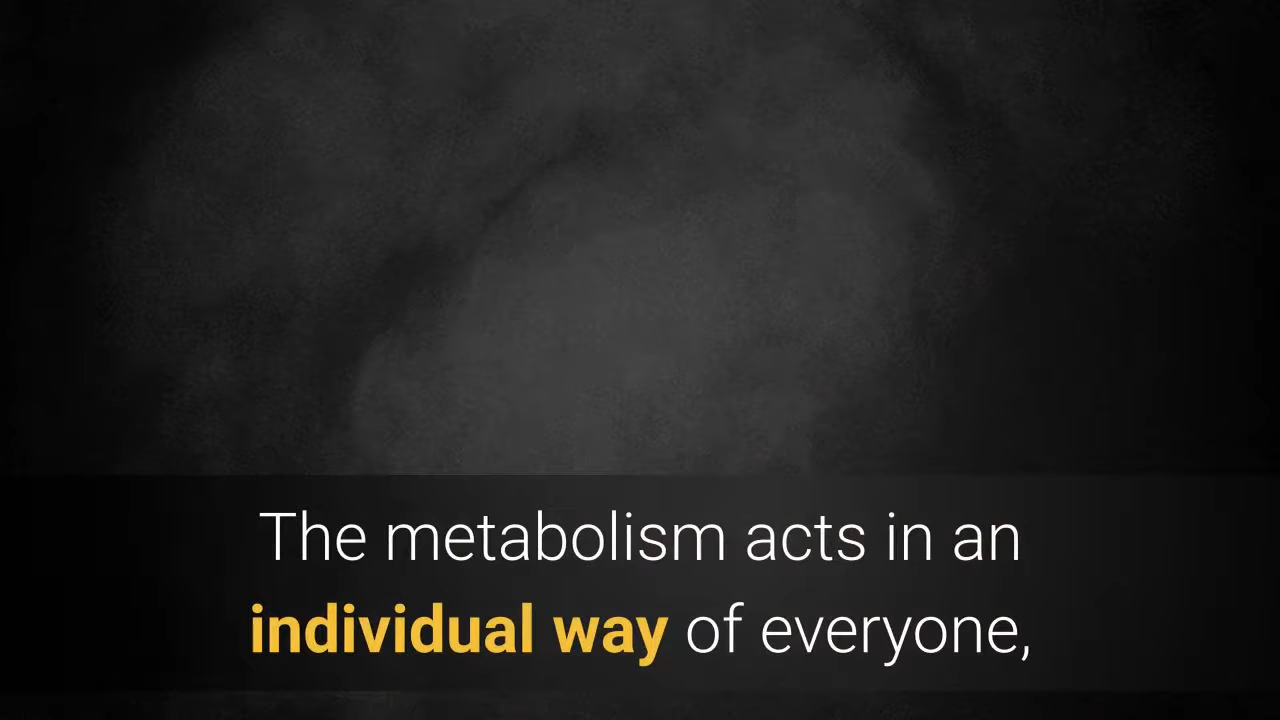 The metabolism acts in an
individual way of everyone,